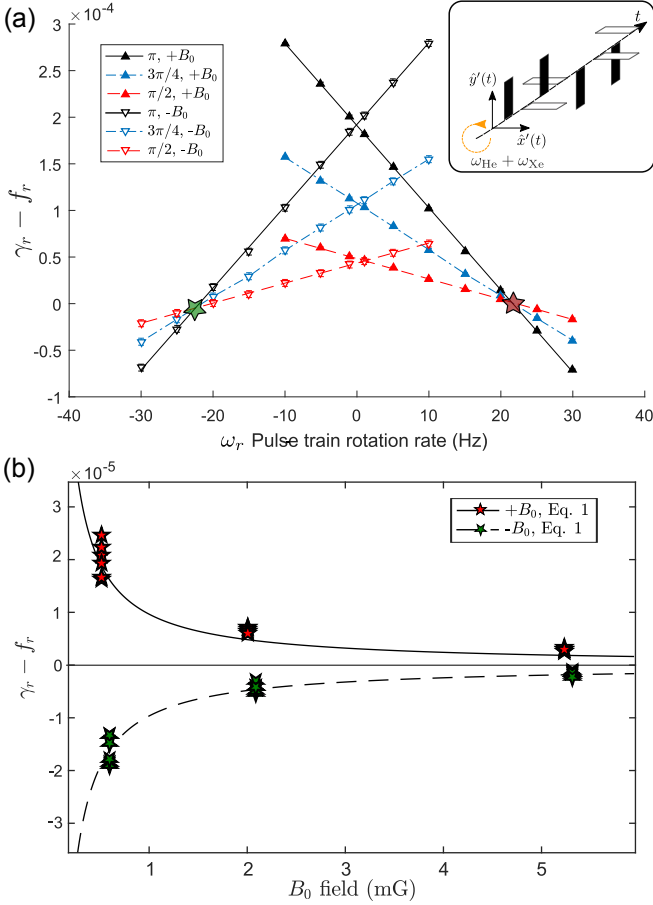 (a)
×10⁻⁴
3
2.5
2
1.5
1
0.5
0
-0.5
-1
γᵣ − fᵣ
π, +B₀
3π/4, +B₀
π/2, +B₀
π, -B₀
3π/4, -B₀
π/2, -B₀
t
ŷ′(t)
x̂′(t)
ω_He + ω_Xe
-40 -30 -20 -10 0 10 20 30 40
ωᵣ Pulse train rotation rate (Hz)
(b)
×10⁻⁵
3
2
1
0
-1
-2
-3
γᵣ − fᵣ
+B₀, Eq. 1
-B₀, Eq. 1
1 2 3 4 5
B₀ field (mG)